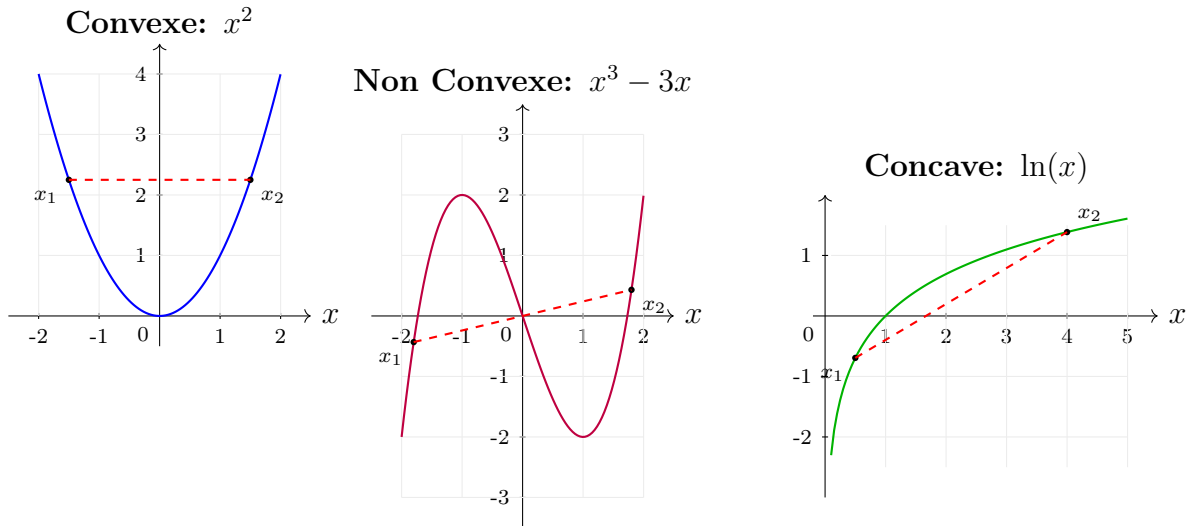 Convexe: x²
4
3
2
1
-2 -1 0 1 2 x
x₁ x₂
Non Convexe: x³ − 3x
3
2
1
-2 -1 0 1 2 x
-1
-2
-3
x₁ x₂
Concave: ln(x)
1
0 1 2 3 4 5 x
-1
-2
x₁ x₂